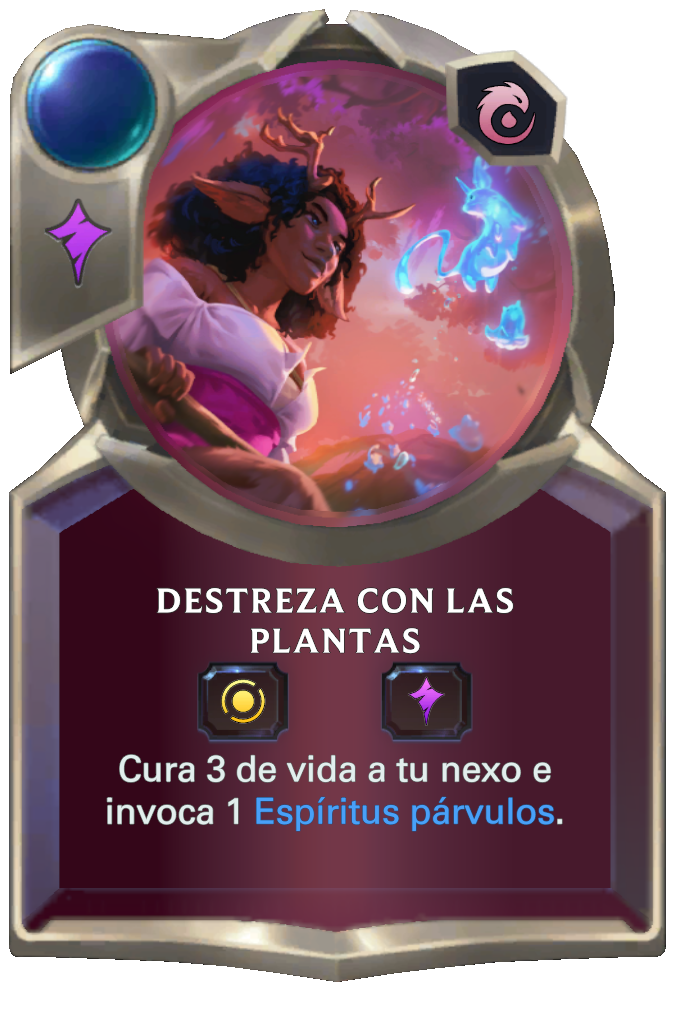 DESTREZA CON LAS
PLANTAS
Cura 3 de vida a tu nexo e
invoca 1 Espíritus párvulos.